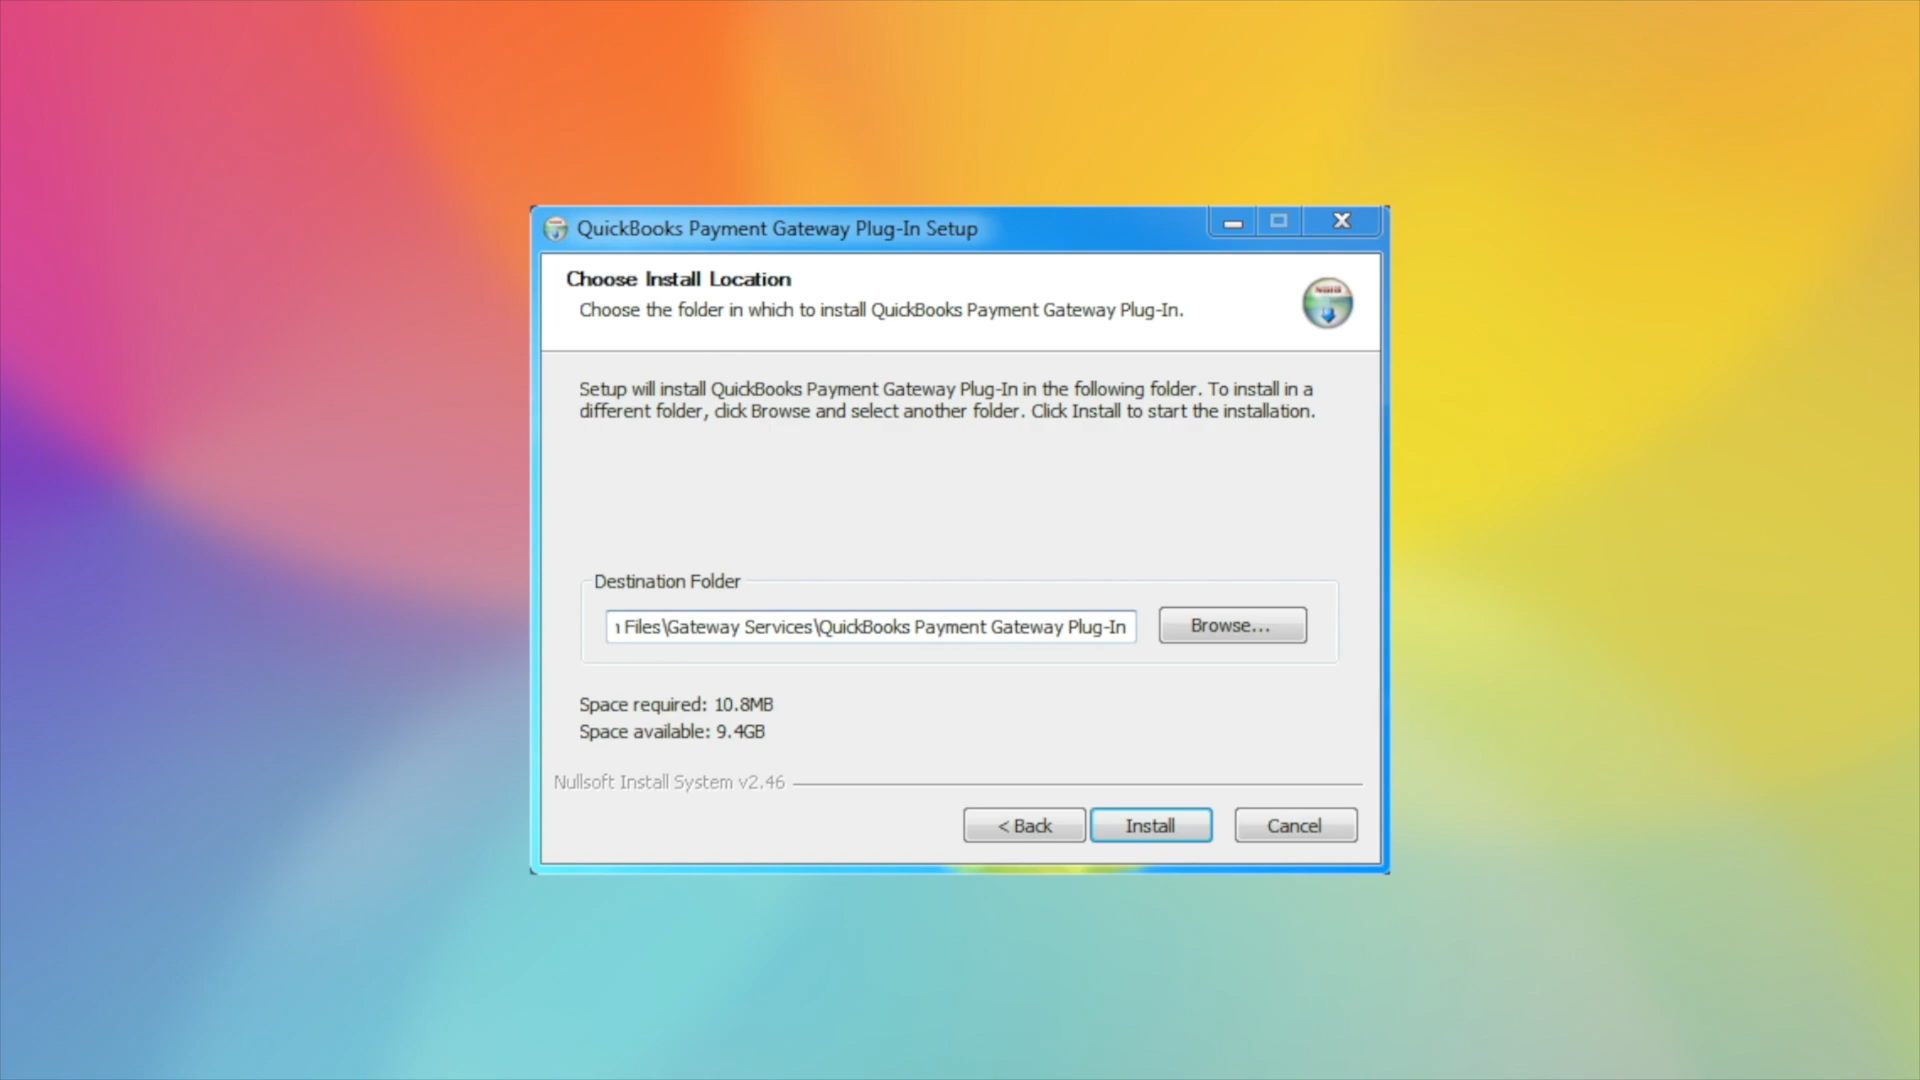 QuickBooks Payment Gateway Plug-In Setup
Choose Install Location
Choose the folder in which to install QuickBooks Payment Gateway Plug-In.
Setup will install QuickBooks Payment Gateway Plug-In in the following folder. To install in a
different folder, click Browse and select another folder. Click Install to start the installation.
Destination Folder
Files\Gateway Services\QuickBooks Payment Gateway Plug-In
Browse...
Space required: 10.8MB
Space available: 9.4GB
Nullsoft Install System v2.46
< Back
Install
Cancel